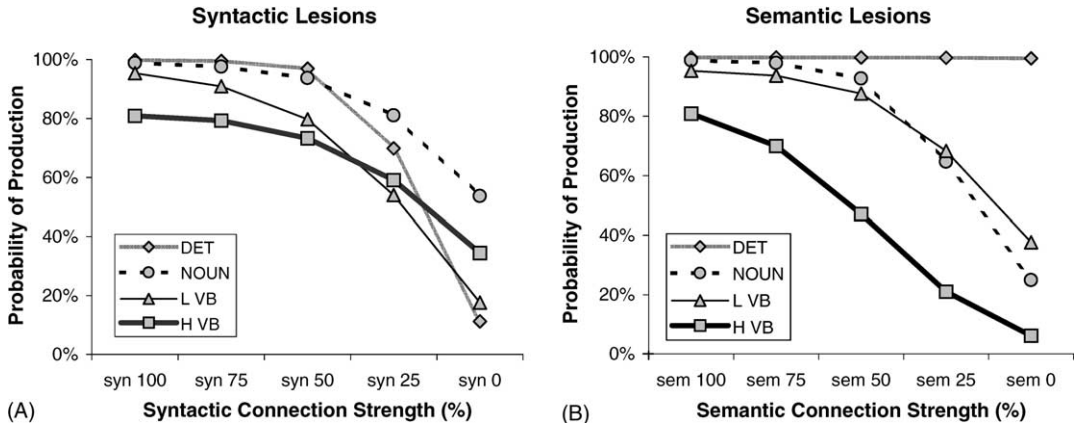 Syntactic Lesions
Probability of Production
100%
80%
60%
40%
20%
0%
DET
NOUN
L VB
H VB
syn 100 syn 75 syn 50 syn 25 syn 0
(A) Syntactic Connection Strength (%)
Semantic Lesions
Probability of Production
100%
80%
60%
40%
20%
0%
DET
NOUN
L VB
H VB
sem 100 sem 75 sem 50 sem 25 sem 0
(B) Semantic Connection Strength (%)